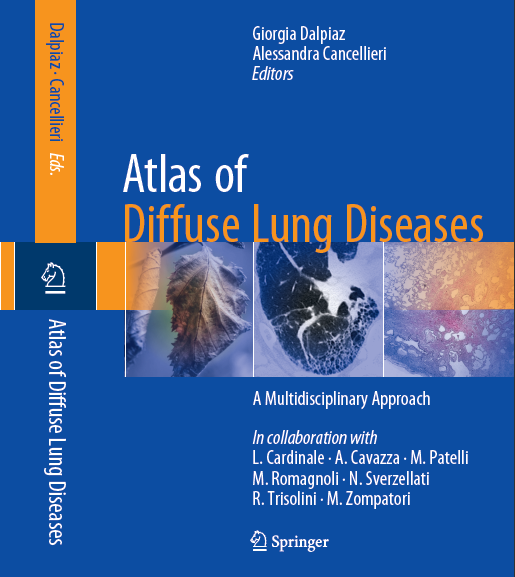 Dalpiaz · Cancellieri Eds.
Atlas of Diffuse Lung Diseases
Giorgia Dalpiaz
Alessandra Cancellieri
Editors
Atlas of
Diffuse Lung Diseases
A Multidisciplinary Approach
In collaboration with
L. Cardinale · A. Cavazza · M. Patelli
M. Romagnoli · N. Sverzellati
R. Trisolini · M. Zompatori
Springer